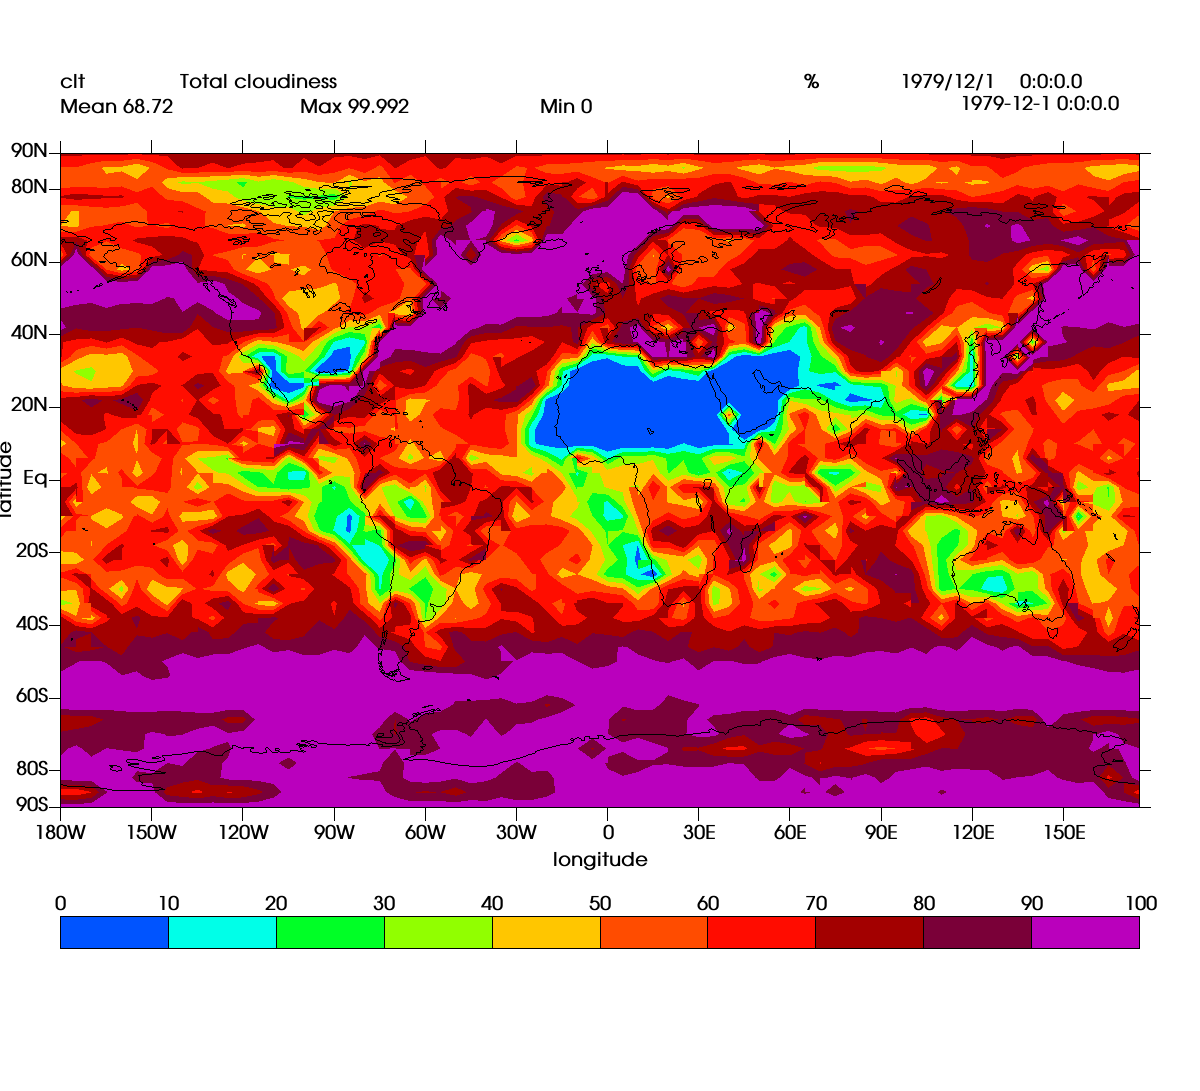 clt Total cloudiness % 1979/12/1 0:0:0.0
Mean 68.72 Max 99.992 Min 0 1979-12-1 0:0:0.0
90N
80N
60N
40N
20N
Eq
20S
40S
60S
80S
90S
latitude
180W 150W 120W 90W 60W 30W 0 30E 60E 90E 120E 150E
longitude
0 10 20 30 40 50 60 70 80 90 100